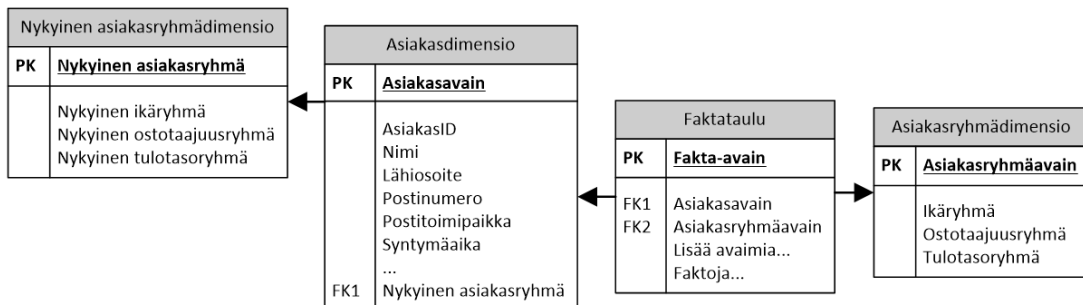 Nykyinen asiakasryhmädimensio
PK Nykyinen asiakasryhmä
Nykyinen ikäryhmä
Nykyinen ostotaajuusryhmä
Nykyinen tulotasoryhmä
Asiakasdimensio
PK Asiakasavain
AsiakasID
Nimi
Lähiosoite
Postinumero
Postitoimipaikka
Syntymäaika
...
FK1 Nykyinen asiakasryhmä
Faktataulu
PK Fakta-avain
FK1 Asiakasavain
FK2 Asiakasryhmäavain
Lisää avaimia...
Faktoja...
Asiakasryhmädimensio
PK Asiakasryhmäavain
Ikäryhmä
Ostotaajuusryhmä
Tulotasoryhmä